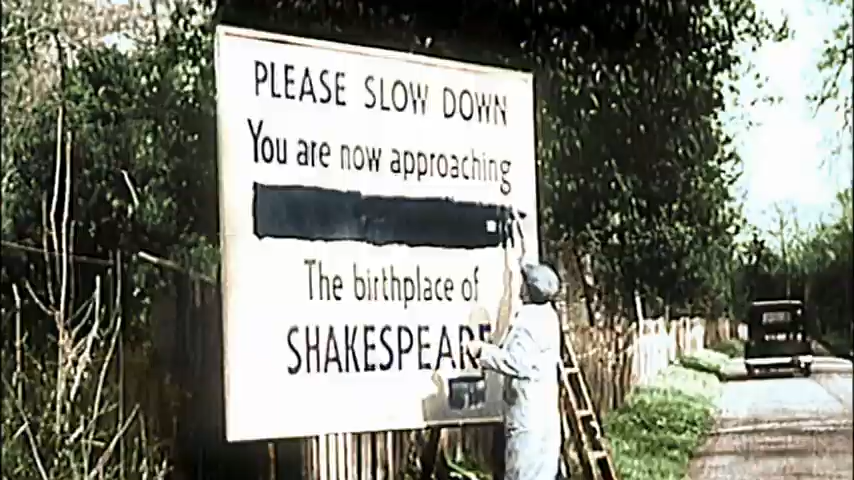 PLEASE SLOW DOWN
You are now approaching
The birthplace of
SHAKESPEARE